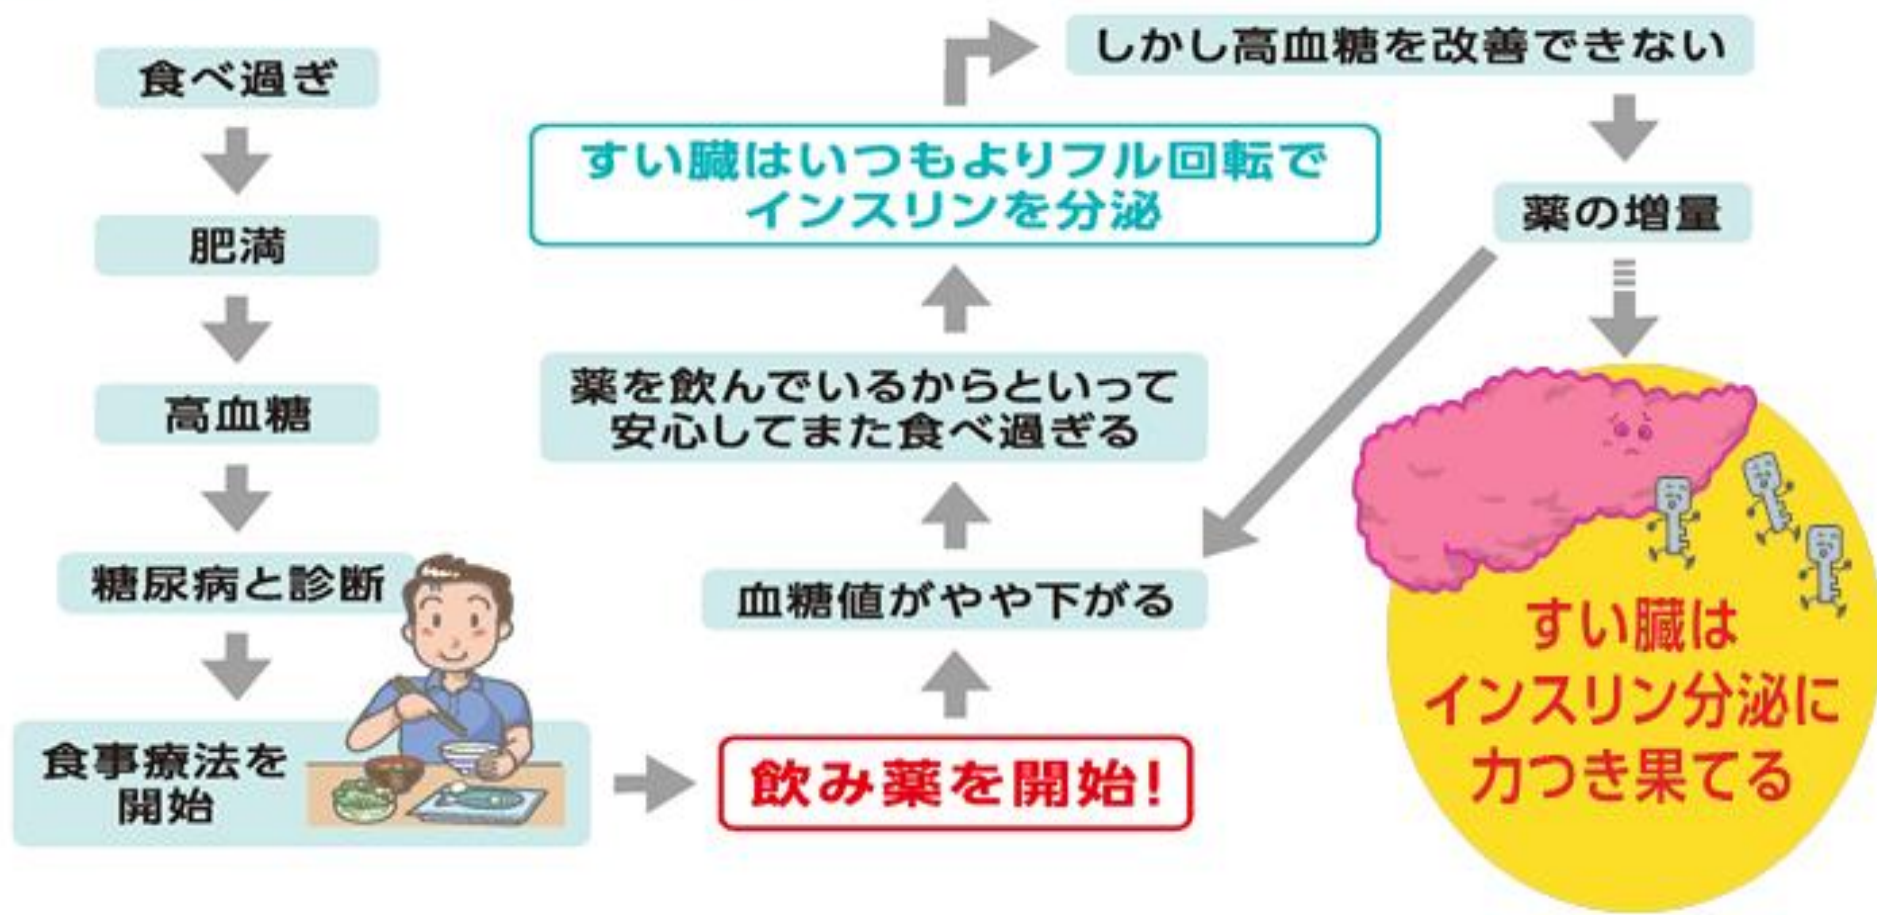 食べ過ぎ
肥満
高血糖
糖尿病と診断
食事療法を
開始
飲み薬を開始!
血糖値がやや下がる
薬を飲んでいるからといって
安心してまた食べ過ぎる
すい臓はいつもよりフル回転で
インスリンを分泌
しかし高血糖を改善できない
薬の増量
すい臓は
インスリン分泌に
力つき果てる